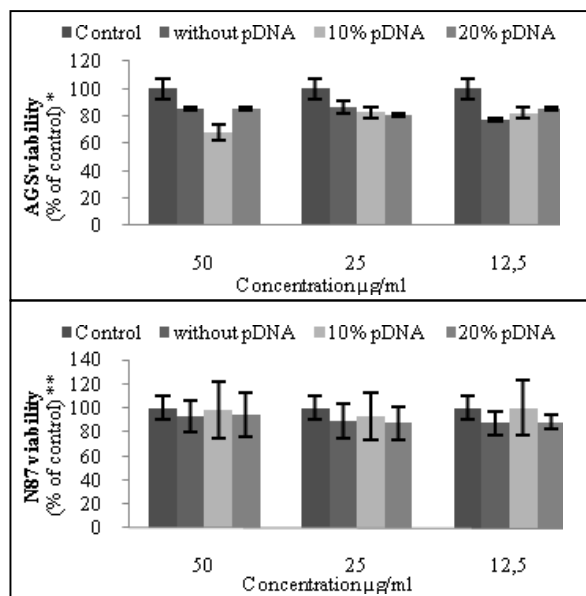 Control without pDNA 10% pDNA 20% pDNA
120
100
80
60
40
20
0
AGSviability
(% of control) *
50 25 12,5
Concentration µg/ml
Control without pDNA 10% pDNA 20% pDNA
140
120
100
80
60
40
20
0
N87 viability
(% of control) **
50 25 12,5
Concentration µg/ml